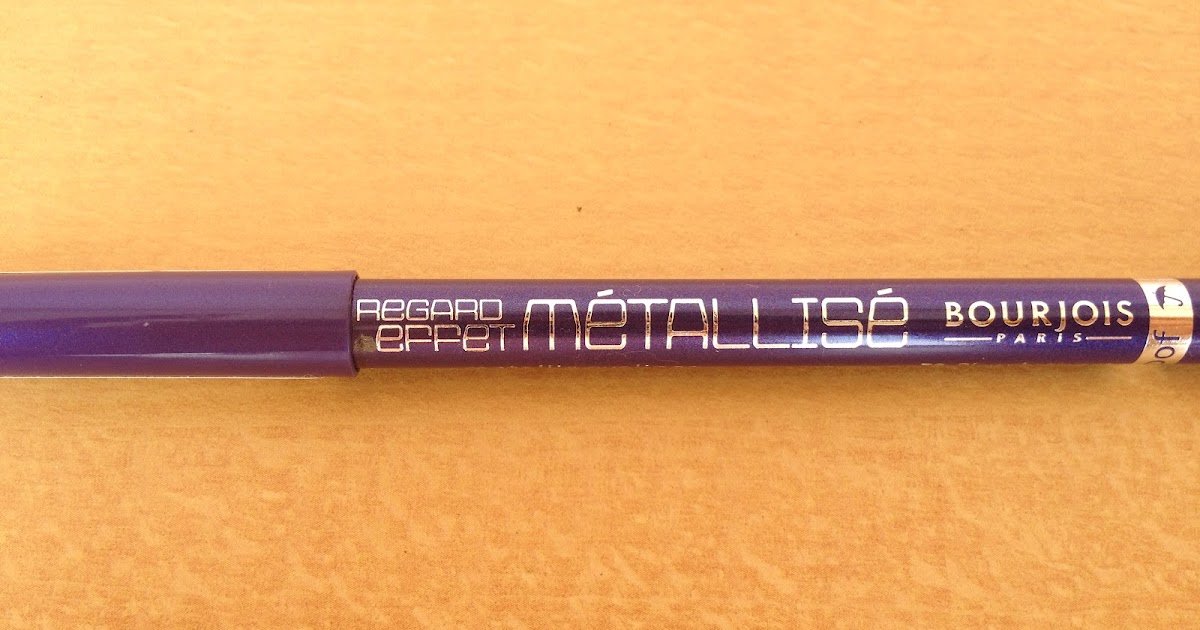 REGARD
EFFET MÉTALLISÉ
BOURJOIS
PARIS